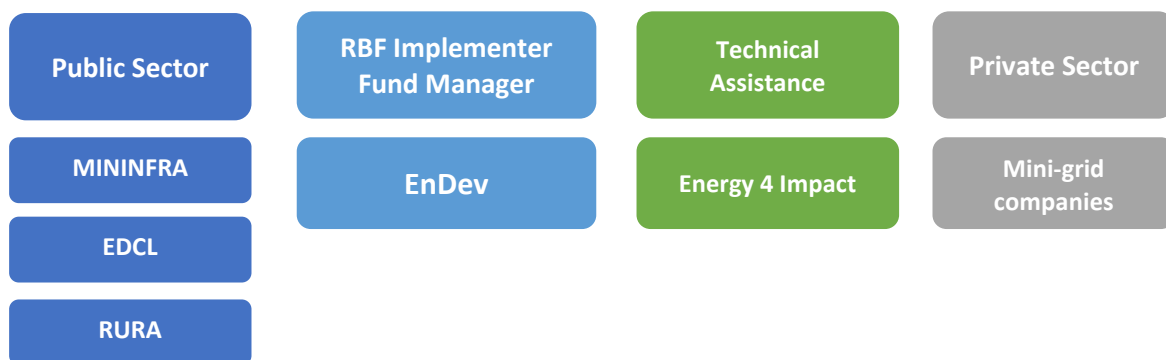 Public Sector
RBF Implementer
Fund Manager
Technical
Assistance
Private Sector
MININFRA
EnDev
Energy 4 Impact
Mini-grid
companies
EDCL
RURA